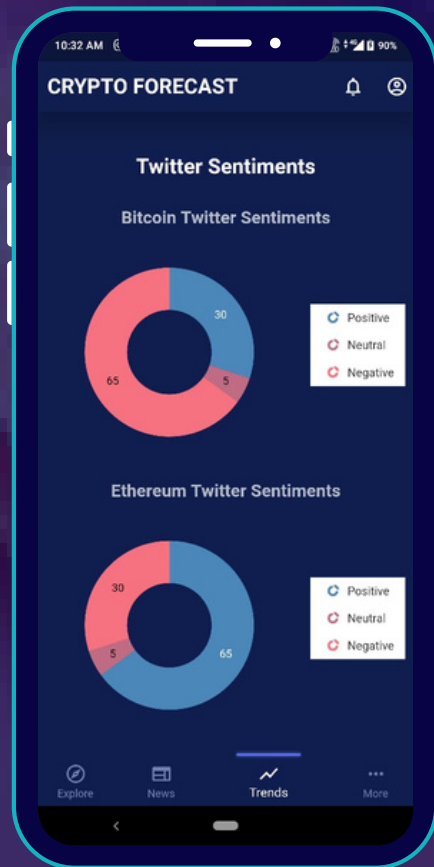 10:32 AM
90%
CRYPTO FORECAST
Twitter Sentiments
Bitcoin Twitter Sentiments
30
5
65
Positive
Neutral
Negative
Ethereum Twitter Sentiments
30
5
65
Positive
Neutral
Negative
Explore
News
Trends
More